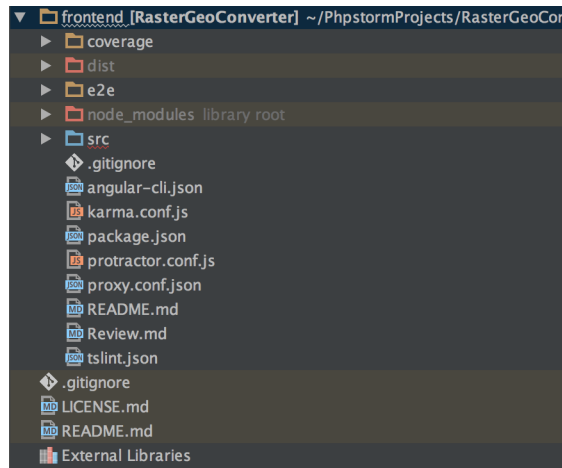 frontend [RasterGeoConverter] ~/PhpstormProjects/RasterGeoCor
coverage
dist
e2e
node_modules library root
src
.gitignore
angular-cli.json
karma.conf.js
package.json
protractor.conf.js
proxy.conf.json
README.md
Review.md
tslint.json
.gitignore
LICENSE.md
README.md
External Libraries